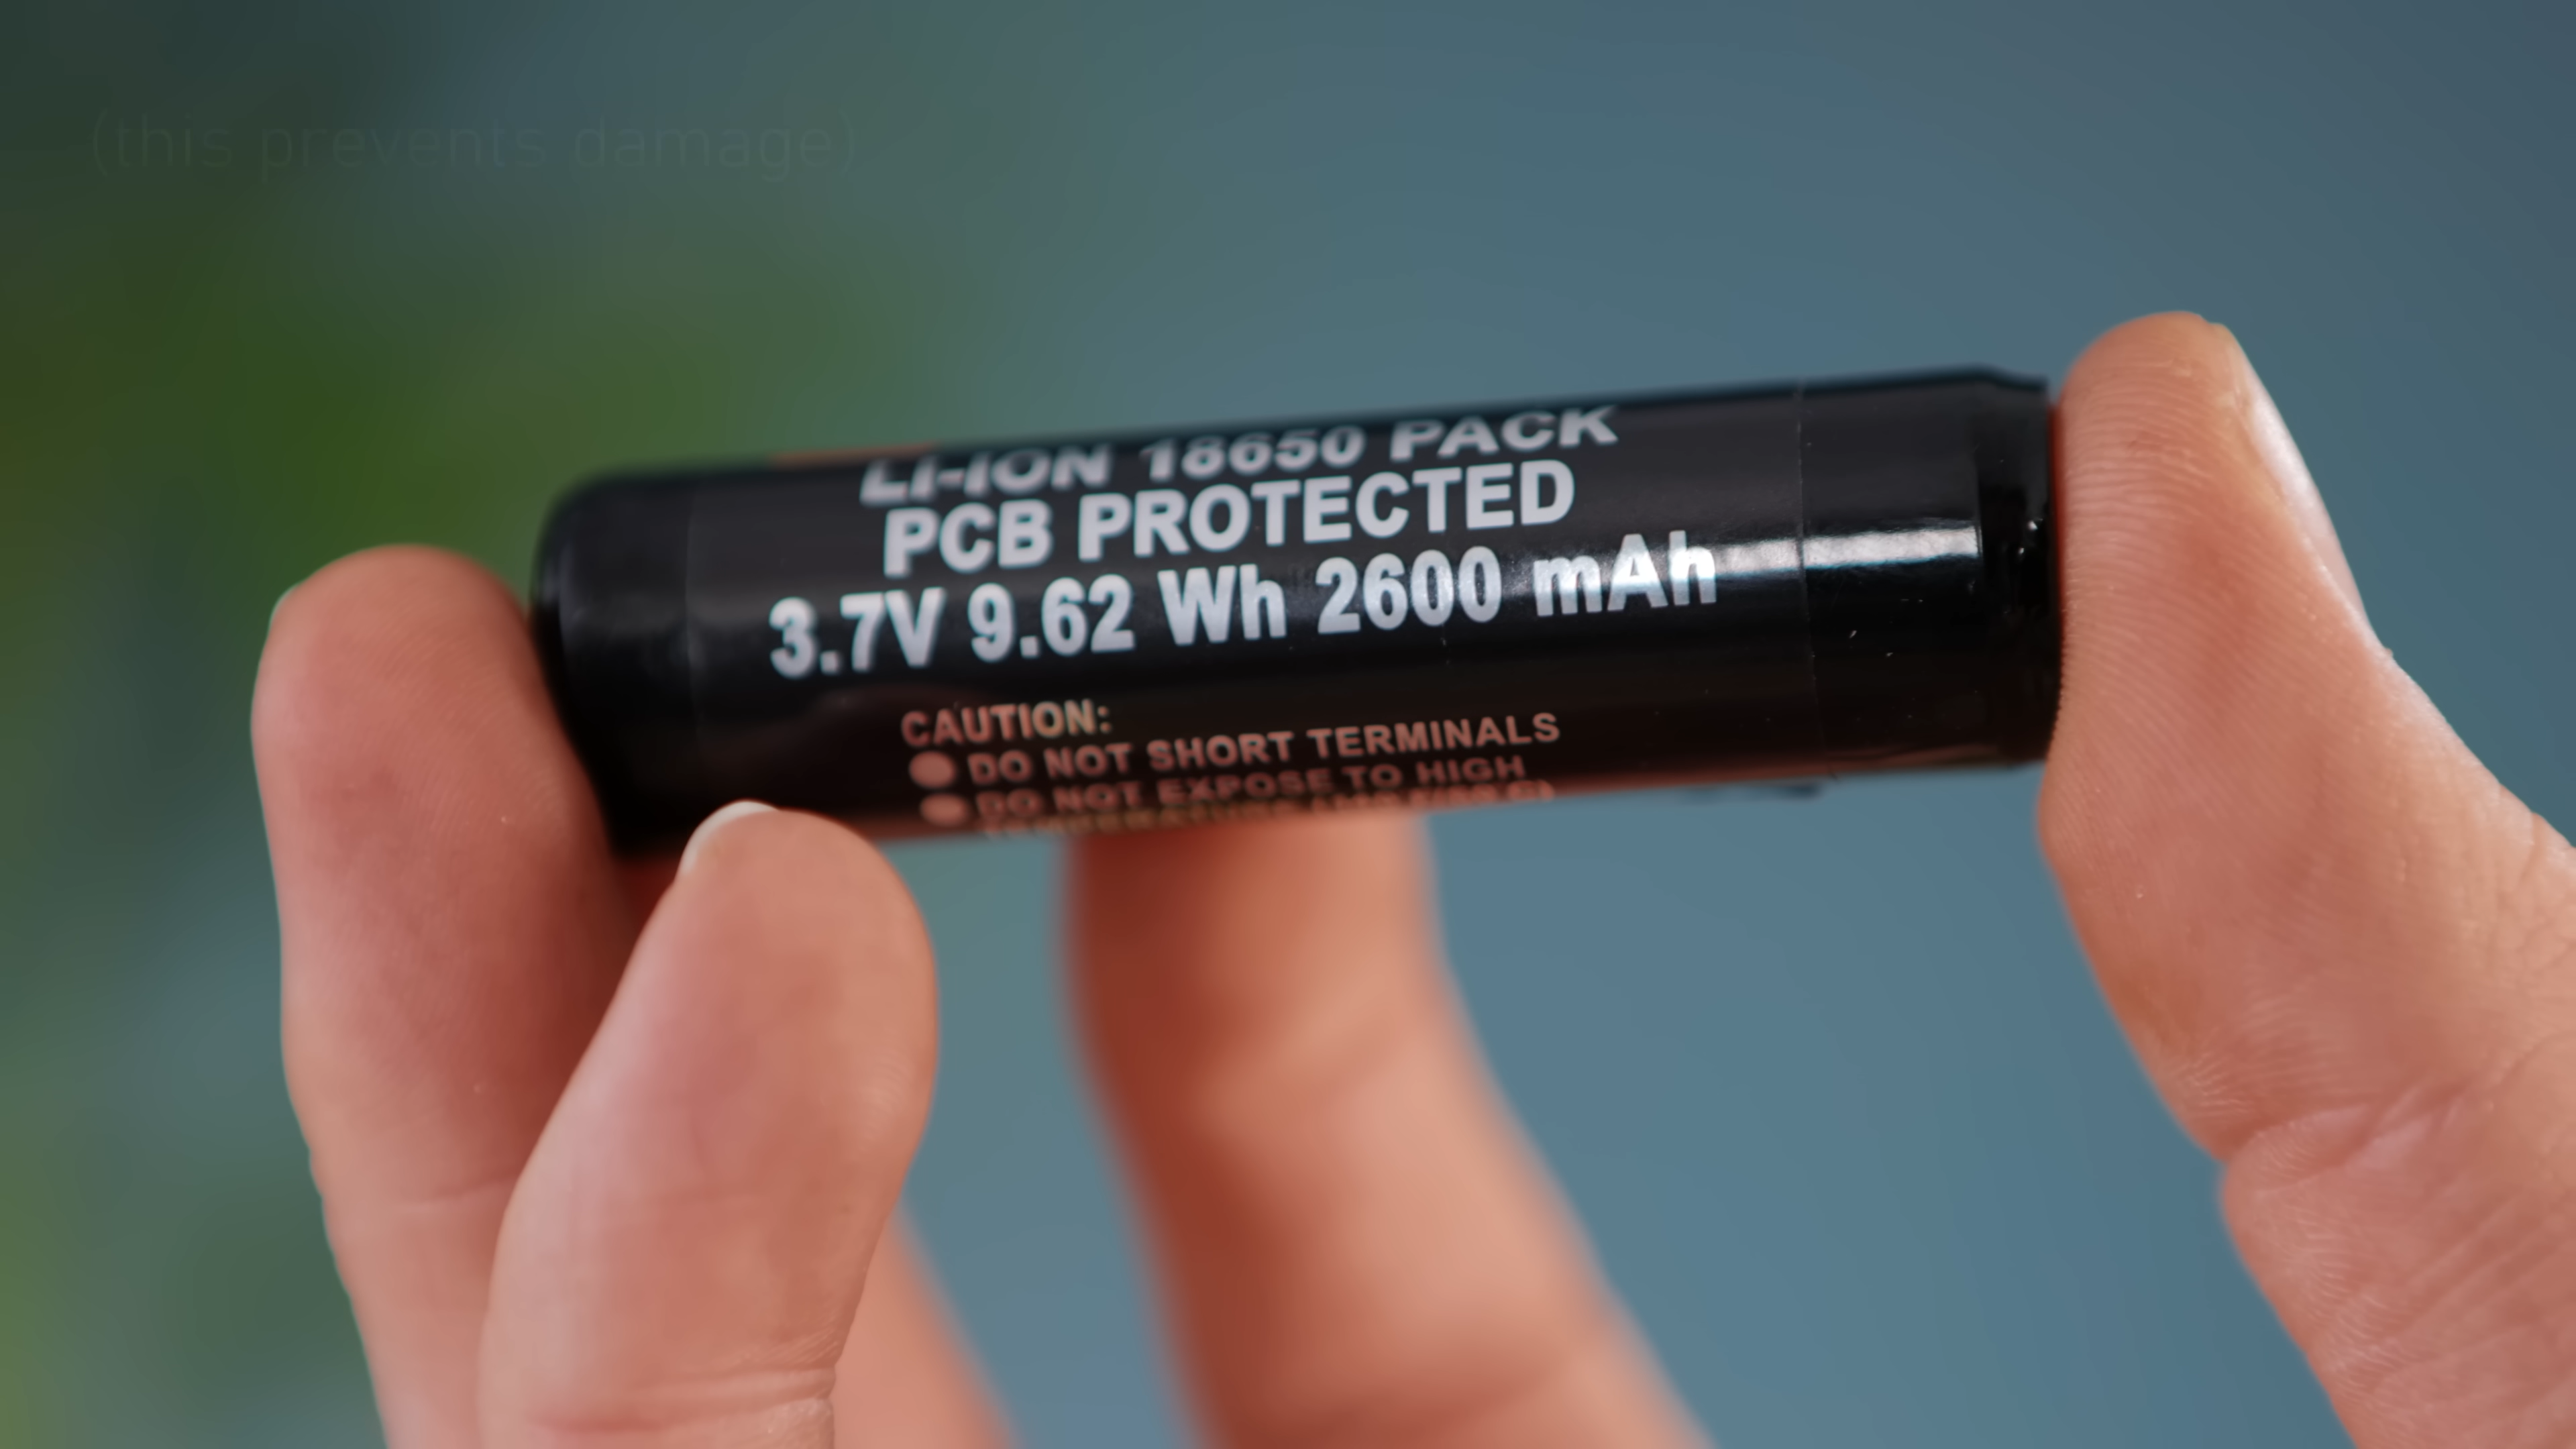 (this prevents damage)
LI-ION 18650 PACK
PCB PROTECTED
3.7V 9.62 Wh 2600 mAh
CAUTION:
● DO NOT SHORT TERMINALS
● DO NOT EXPOSE TO HIGH
TEMPERATURE